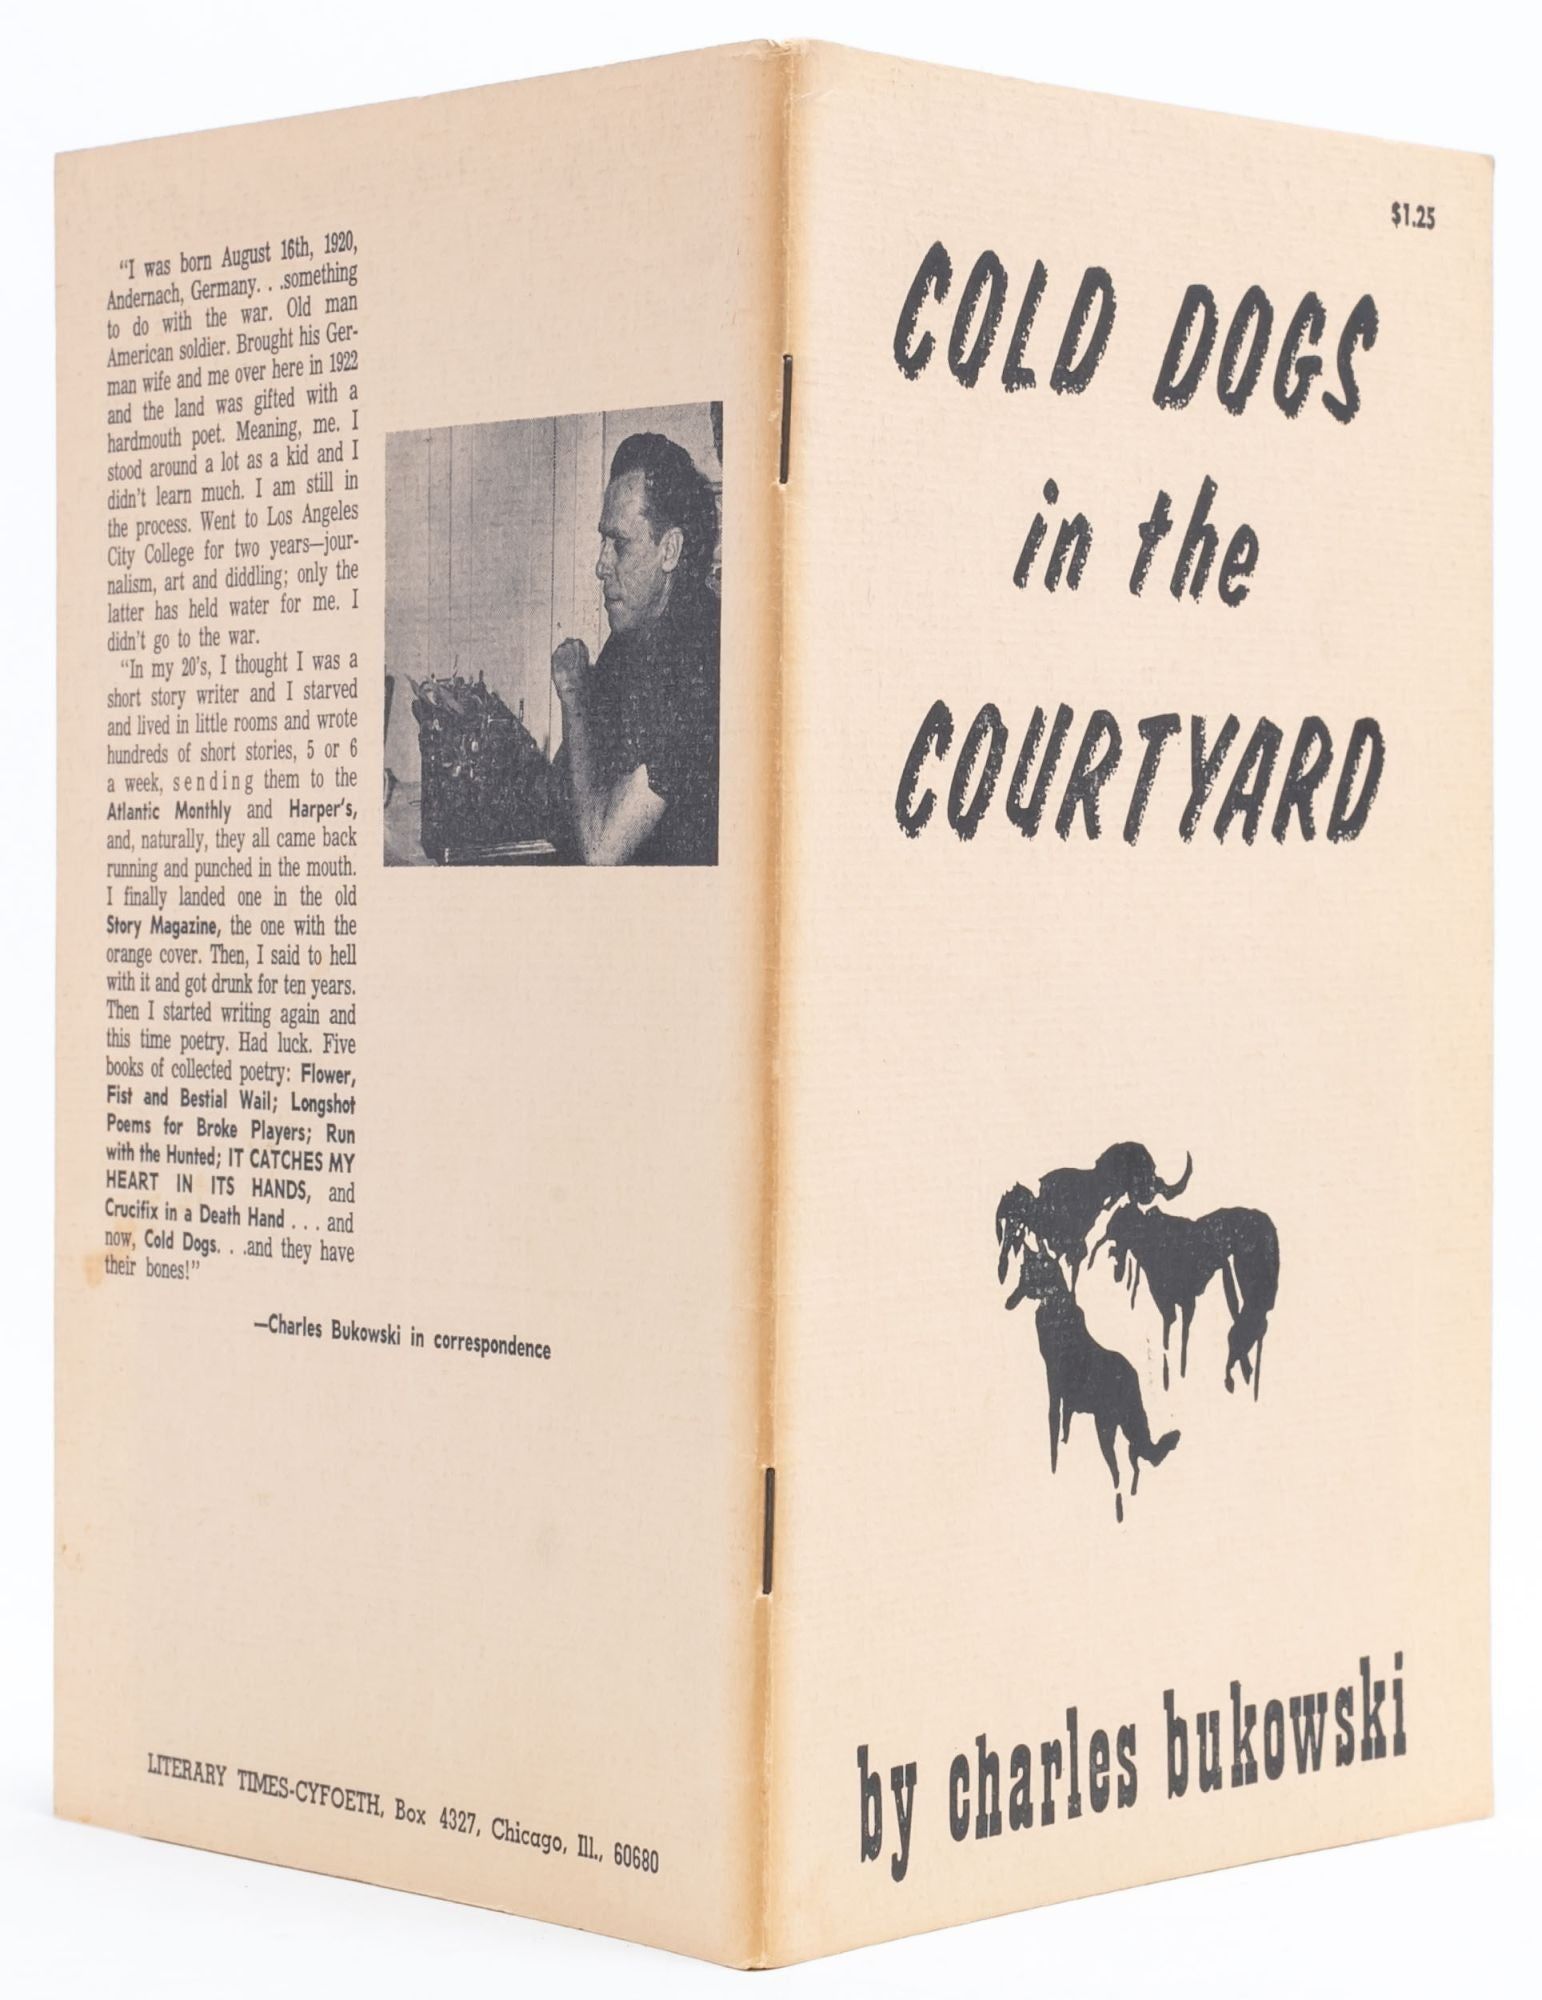 "I was born August 16th, 1920,
Andernach, Germany. . .something
to do with the war. Old man
American soldier. Brought his Ger-
man wife and me over here in 1922
and the land was gifted with a
hardmouth poet. Meaning, me. I
stood around a lot as a kid and I
didn't learn much. I am still in
the process. Went to Los Angeles
City College for two years—jour-
nalism, art and diddling; only the
latter has held water for me. I
didn't go to the war.
"In my 20's, I thought I was a
short story writer and I starved
and lived in little rooms and wrote
hundreds of short stories, 5 or 6
a week, sending them to the
Atlantic Monthly and Harper's,
and, naturally, they all came back
running and punched in the mouth.
I finally landed one in the old
Story Magazine, the one with the
orange cover. Then, I said to hell
with it and got drunk for ten years.
Then I started writing again and
this time poetry. Had luck. Five
books of collected poetry: Flower,
Fist and Bestial Wail; Longshot
Poems for Broke Players; Run
with the Hunted; IT CATCHES MY
HEART IN ITS HANDS, and
Crucifix in a Death Hand . . . and
now, Cold Dogs. . .and they have
their bones!"
—Charles Bukowski in correspondence
LITERARY TIMES-CYFOETH, Box 4327, Chicago, Ill., 60680
$1.25
COLD DOGS
in the
COURTYARD
by charles bukowski